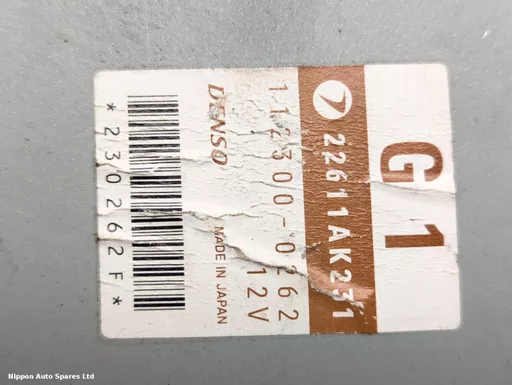 G1
22611AK231
112300-0262
DENSO MADE IN JAPAN 12V
*230262F*
Nippon Auto Spares Ltd